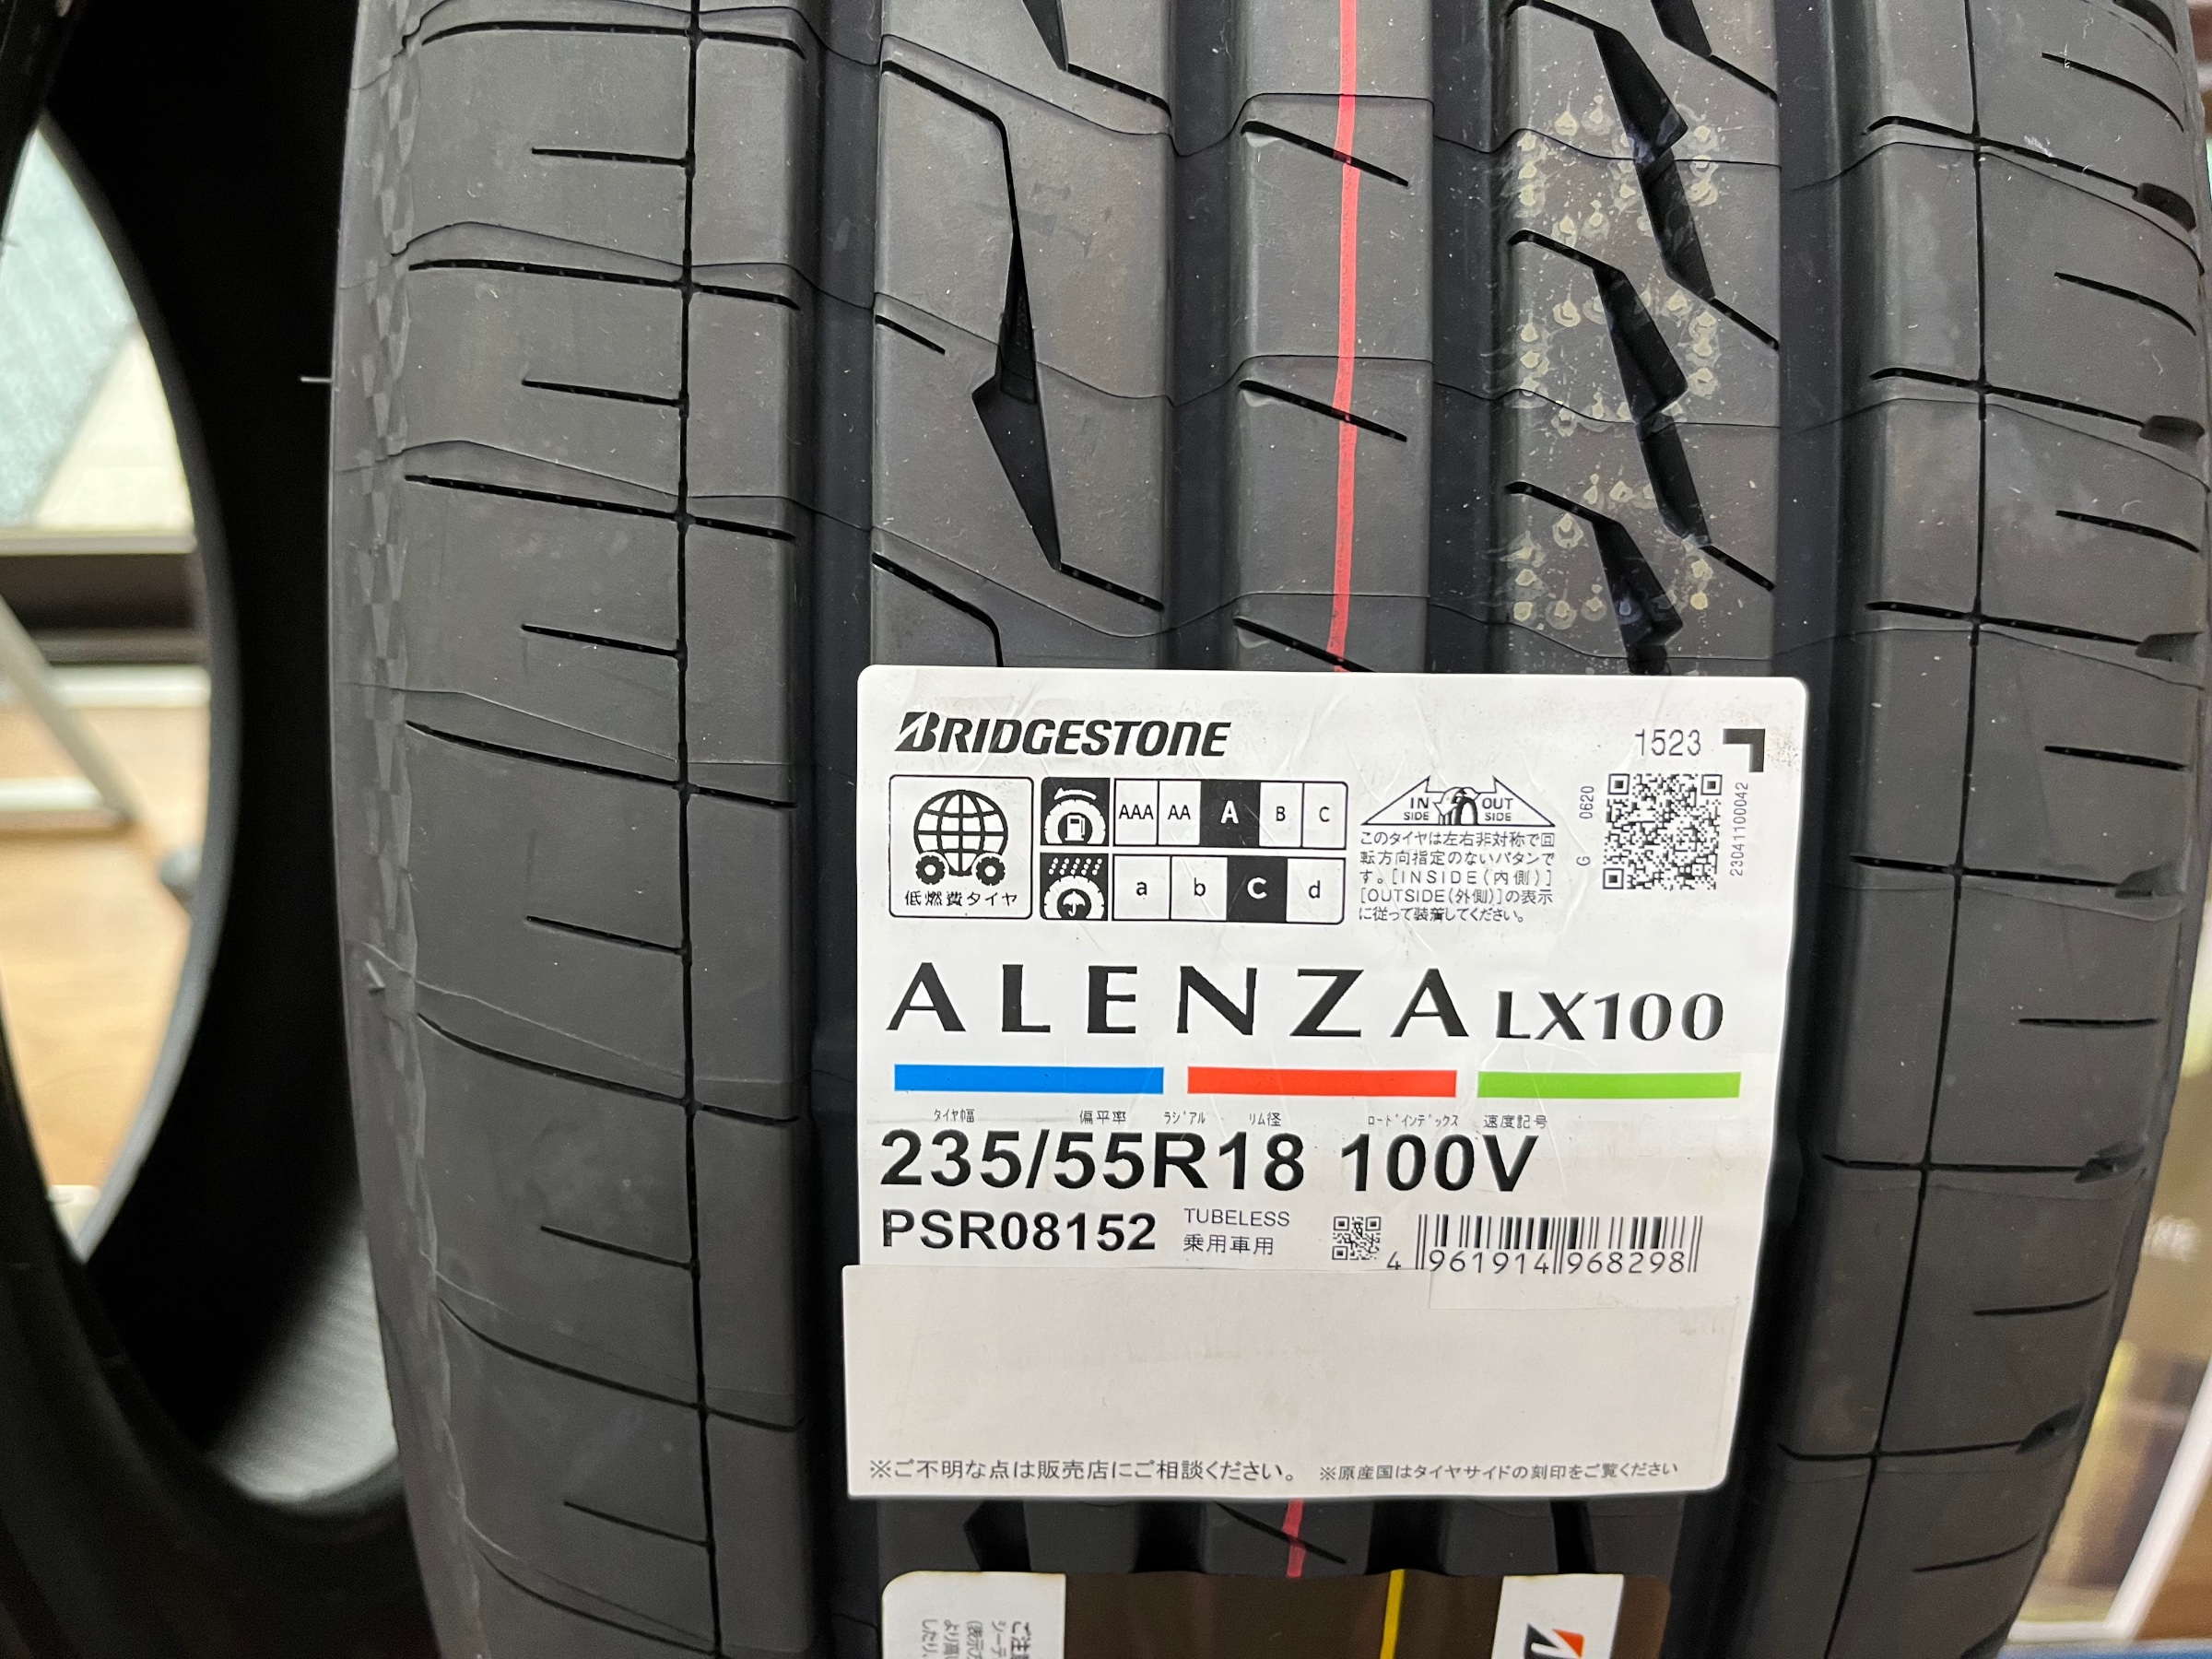 BRIDGESTONE
1523
低燃費タイヤ
AAA AA A B C
a b c d
IN SIDE OUT SIDE
このタイヤは左右非対称で回
転方向指定のないパタンで
す。[INSIDE(内側)]
[OUTSIDE(外側)]の表示
に従って装着してください。
G 0620
23041100042
ALENZA LX100
タイヤ幅 偏平率 ラジアル リム径 ロードインデックス 速度記号
235/55R18 100V
PSR08152 TUBELESS
乗用車用
4 961914 968298
※ご不明な点は販売店にご相談ください。 ※原産国はタイヤサイドの刻印をご覧ください